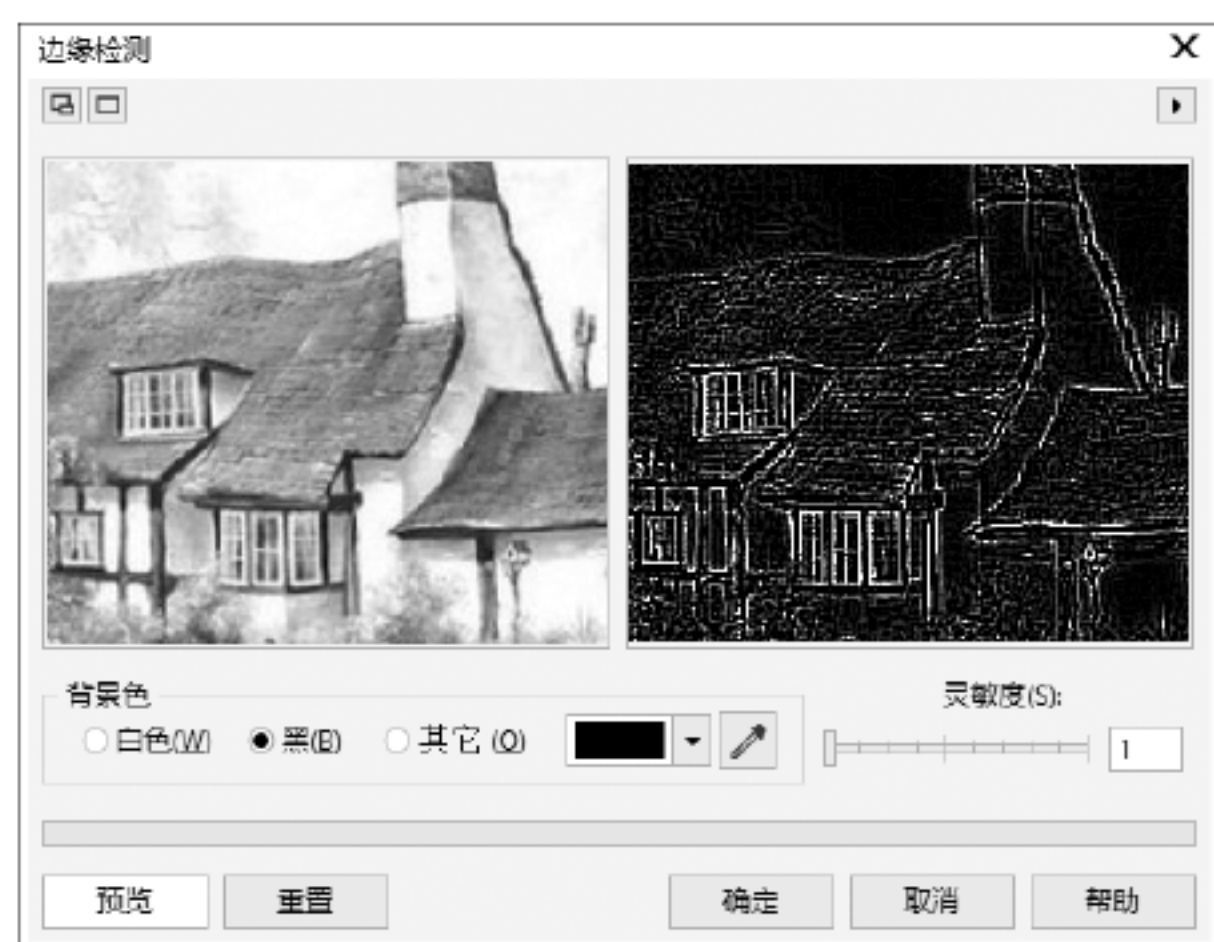 边缘检测
背景色
白色(W) 黑(B) 其它 (O)
灵敏度(S):
1
预览 重置 确定 取消 帮助